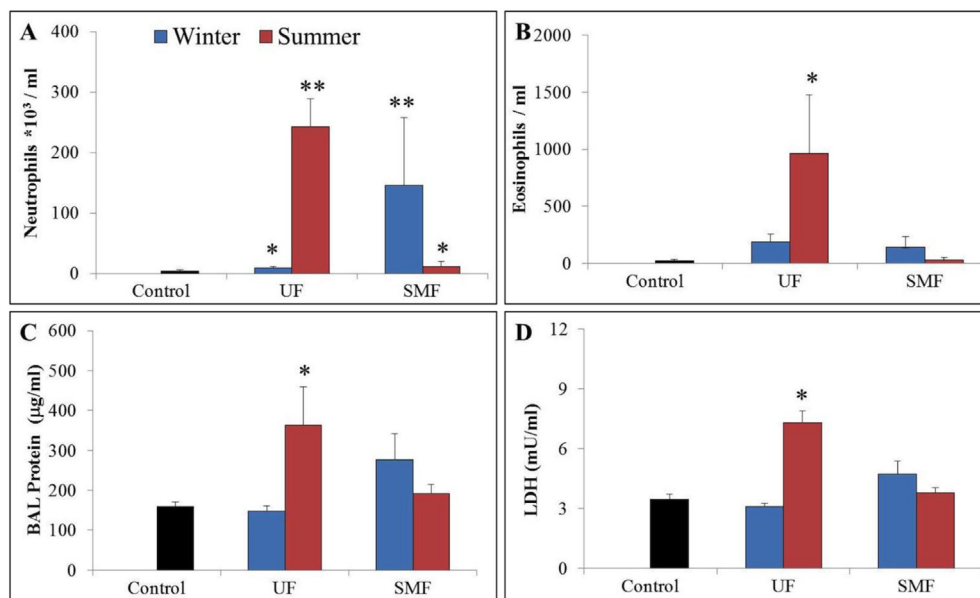 A
Winter
Summer
Neutrophils *10³ / ml
400
300
200
100
0
*
**
**
*
Control
UF
SMF
B
Eosinophils / ml
2000
1500
1000
500
0
*
Control
UF
SMF
C
BAL Protein (µg/ml)
600
500
400
300
200
100
0
*
Control
UF
SMF
D
LDH (mU/ml)
12
9
6
3
0
*
Control
UF
SMF